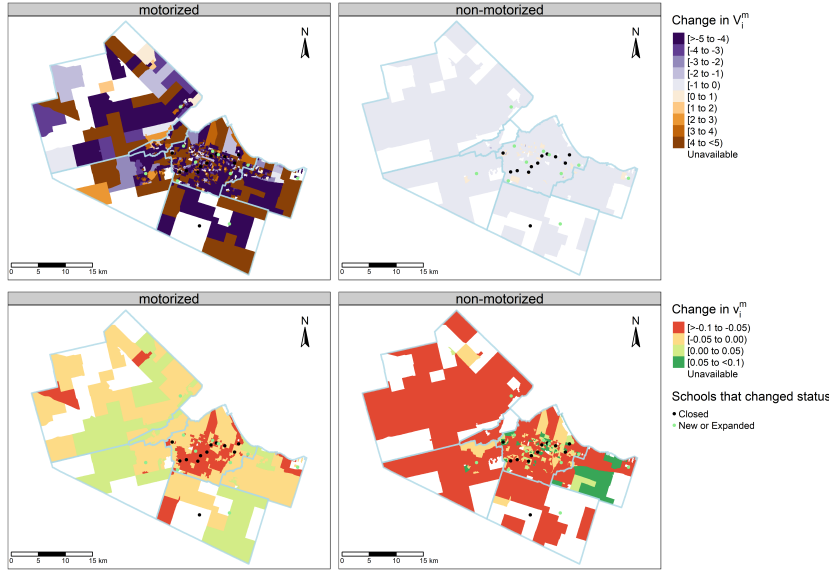 motorized
non-motorized
N
N
0 5 10 15 km
0 5 10 15 km
Change in V_i^m
[>-5 to -4)
[-4 to -3)
[-3 to -2)
[-2 to -1)
[-1 to 0)
[0 to 1)
[1 to 2)
[2 to 3)
[3 to 4)
[4 to <5)
Unavailable
motorized
non-motorized
N
N
0 5 10 15 km
0 5 10 15 km
Change in v_i^m
[>-0.1 to -0.05)
[-0.05 to 0.00)
[0.00 to 0.05)
[0.05 to <0.1)
Unavailable
Schools that changed status
Closed
New or Expanded